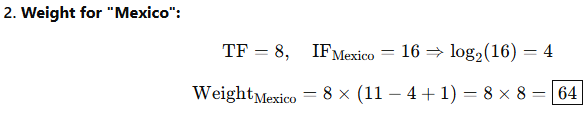 2. Weight for "Mexico":
TF = 8, IF_Mexico = 16 ⇒ log₂(16) = 4
Weight_Mexico = 8 × (11 − 4 + 1) = 8 × 8 = 64